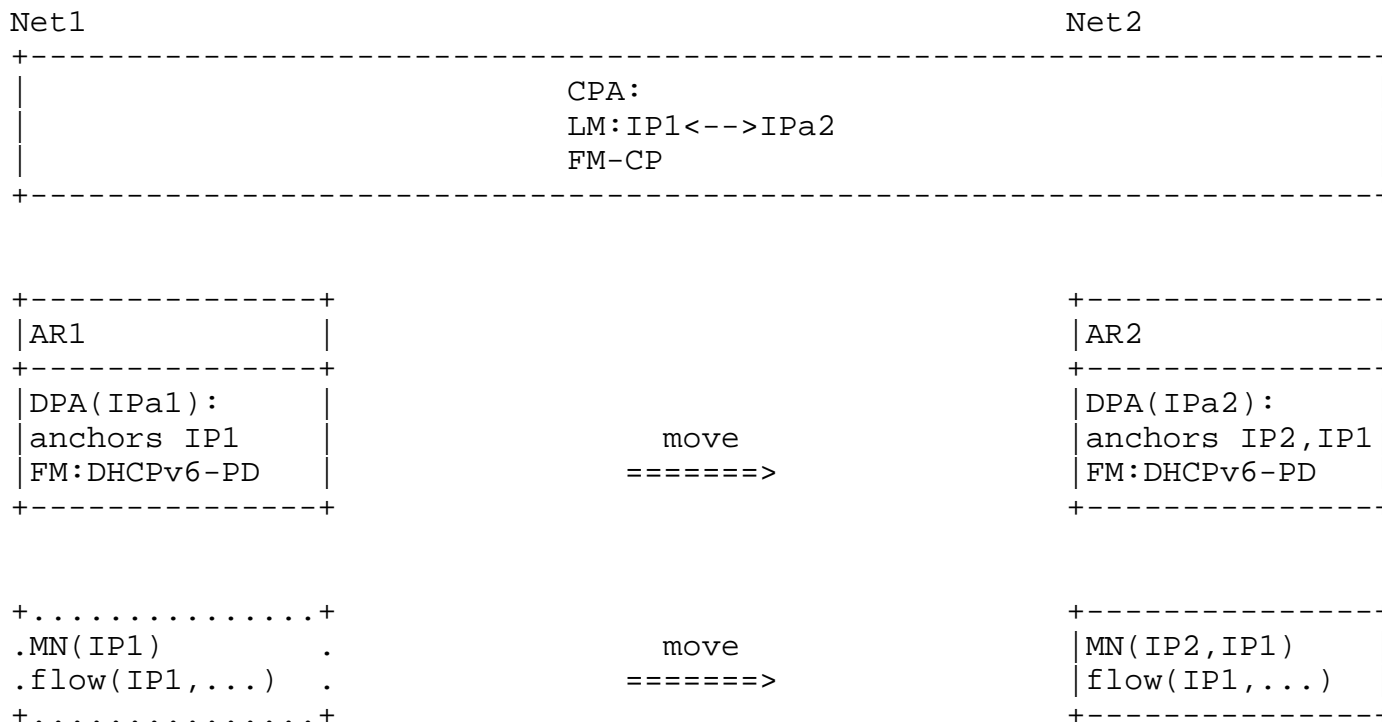 Net1 Net2
CPA:
LM:IP1<-->IPa2
FM-CP
AR1 AR2
DPA(IPa1): DPA(IPa2):
anchors IP1 move anchors IP2,IP1
FM:DHCPv6-PD =======> FM:DHCPv6-PD
MN(IP1) move MN(IP2,IP1)
flow(IP1,...) =======> flow(IP1,...)